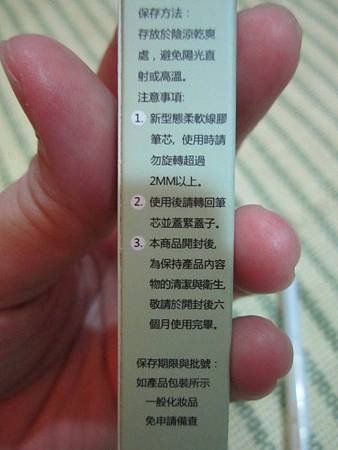 保存方法：
存放於陰涼乾爽
處，避免陽光直
射或高溫。
注意事項：
1. 新型態柔軟線膠
筆芯，使用時請
勿旋轉超過
2MM以上。
2. 使用後請轉回筆
芯並蓋緊蓋子。
3. 本商品開封後，
為保持產品內容
物的清潔與衛生，
敬請於開封後六
個月使用完畢。
保存期限與批號：
如產品包裝所示
一般化妝品
免申請備查